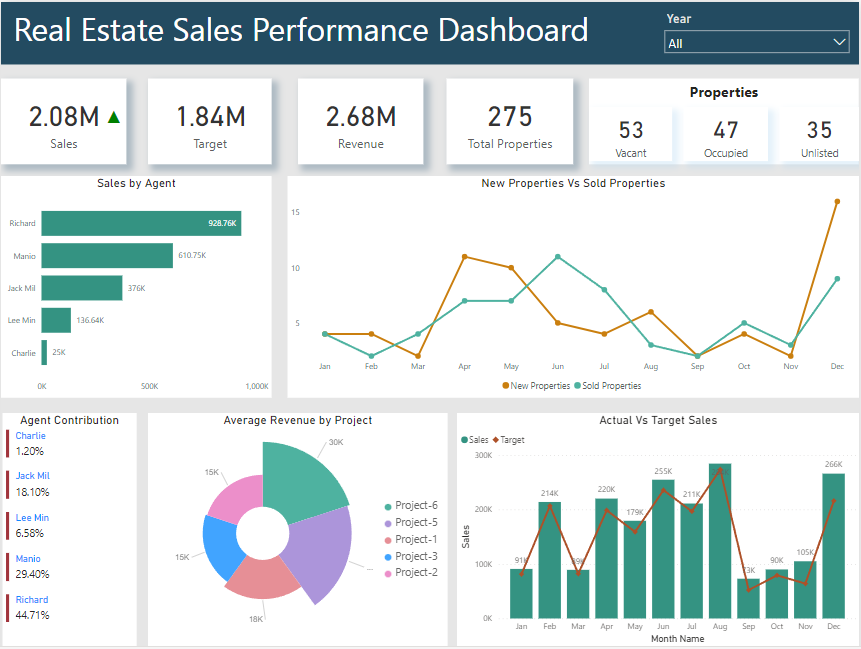 Real Estate Sales Performance Dashboard
Year
All
2.08M
Sales
1.84M
Target
2.68M
Revenue
275
Total Properties
Properties
53
Vacant
47
Occupied
35
Unlisted
Sales by Agent
Richard
928.76K
Manio
610.75K
Jack Mil
376K
Lee Min
136.64K
Charlie
25K
0K 500K 1,000K
New Properties Vs Sold Properties
15
10
5
Jan Feb Mar Apr May Jun Jul Aug Sep Oct Nov Dec
New Properties Sold Properties
Agent Contribution
Charlie
1.20%
Jack Mil
18.10%
Lee Min
6.58%
Manio
29.40%
Richard
44.71%
Average Revenue by Project
30K
15K
15K
18K
Project-6
Project-5
Project-1
Project-3
Project-2
Actual Vs Target Sales
Sales Target
300K
200K
100K
0K
Sales
91K 214K 220K 179K 255K 211K 90K 105K 266K
Jan Feb Mar Apr May Jun Jul Aug Sep Oct Nov Dec
Month Name